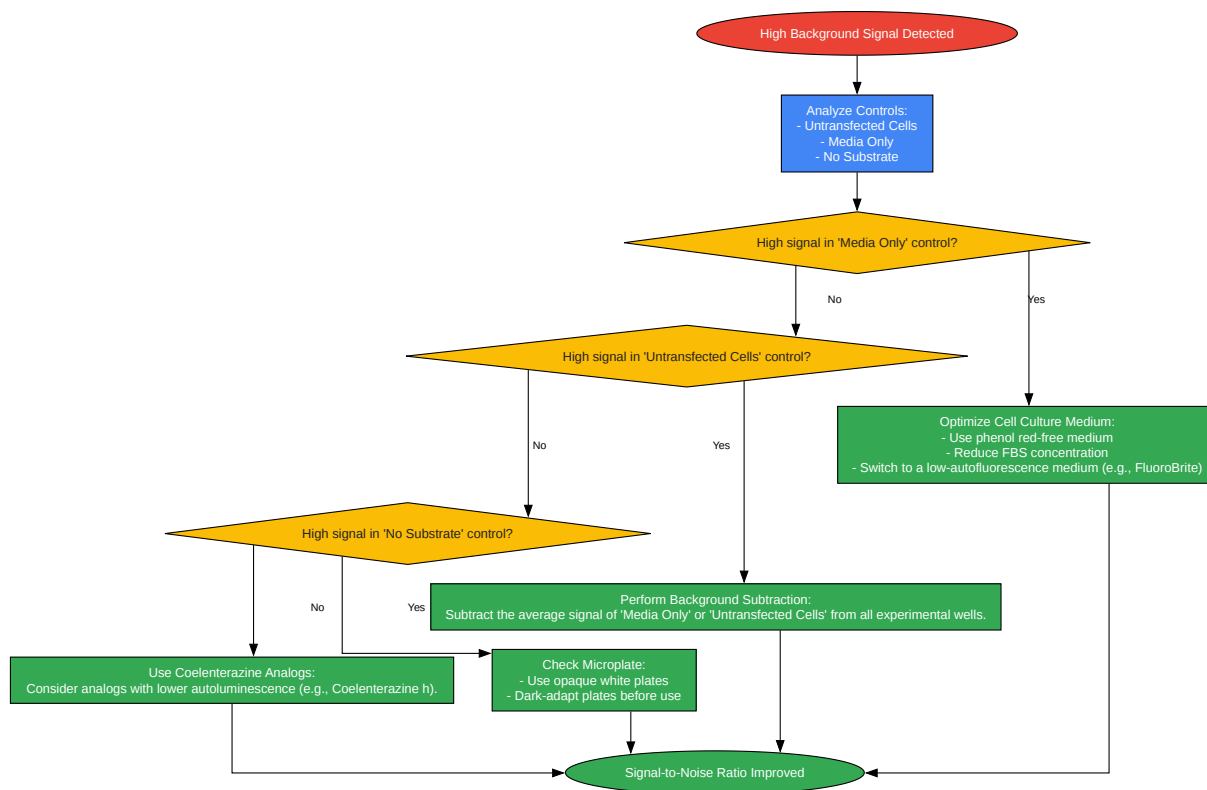 High Background Signal Detected
Analyze Controls:
- Untransfected Cells
- Media Only
- No Substrate
High signal in 'Media Only' control?
No
Yes
High signal in 'Untransfected Cells' control?
No
Yes
Optimize Cell Culture Medium:
- Use phenol red-free medium
- Reduce FBS concentration
- Switch to a low-autofluorescence medium (e.g., FluoroBrite)
High signal in 'No Substrate' control?
No
Yes
Perform Background Subtraction:
Subtract the average signal of 'Media Only' or 'Untransfected Cells' from all experimental wells.
Use Coelenterazine Analogs:
Consider analogs with lower autoluminescence (e.g., Coelenterazine h).
Check Microplate:
- Use opaque white plates
- Dark-adapt plates before use
Signal-to-Noise Ratio Improved